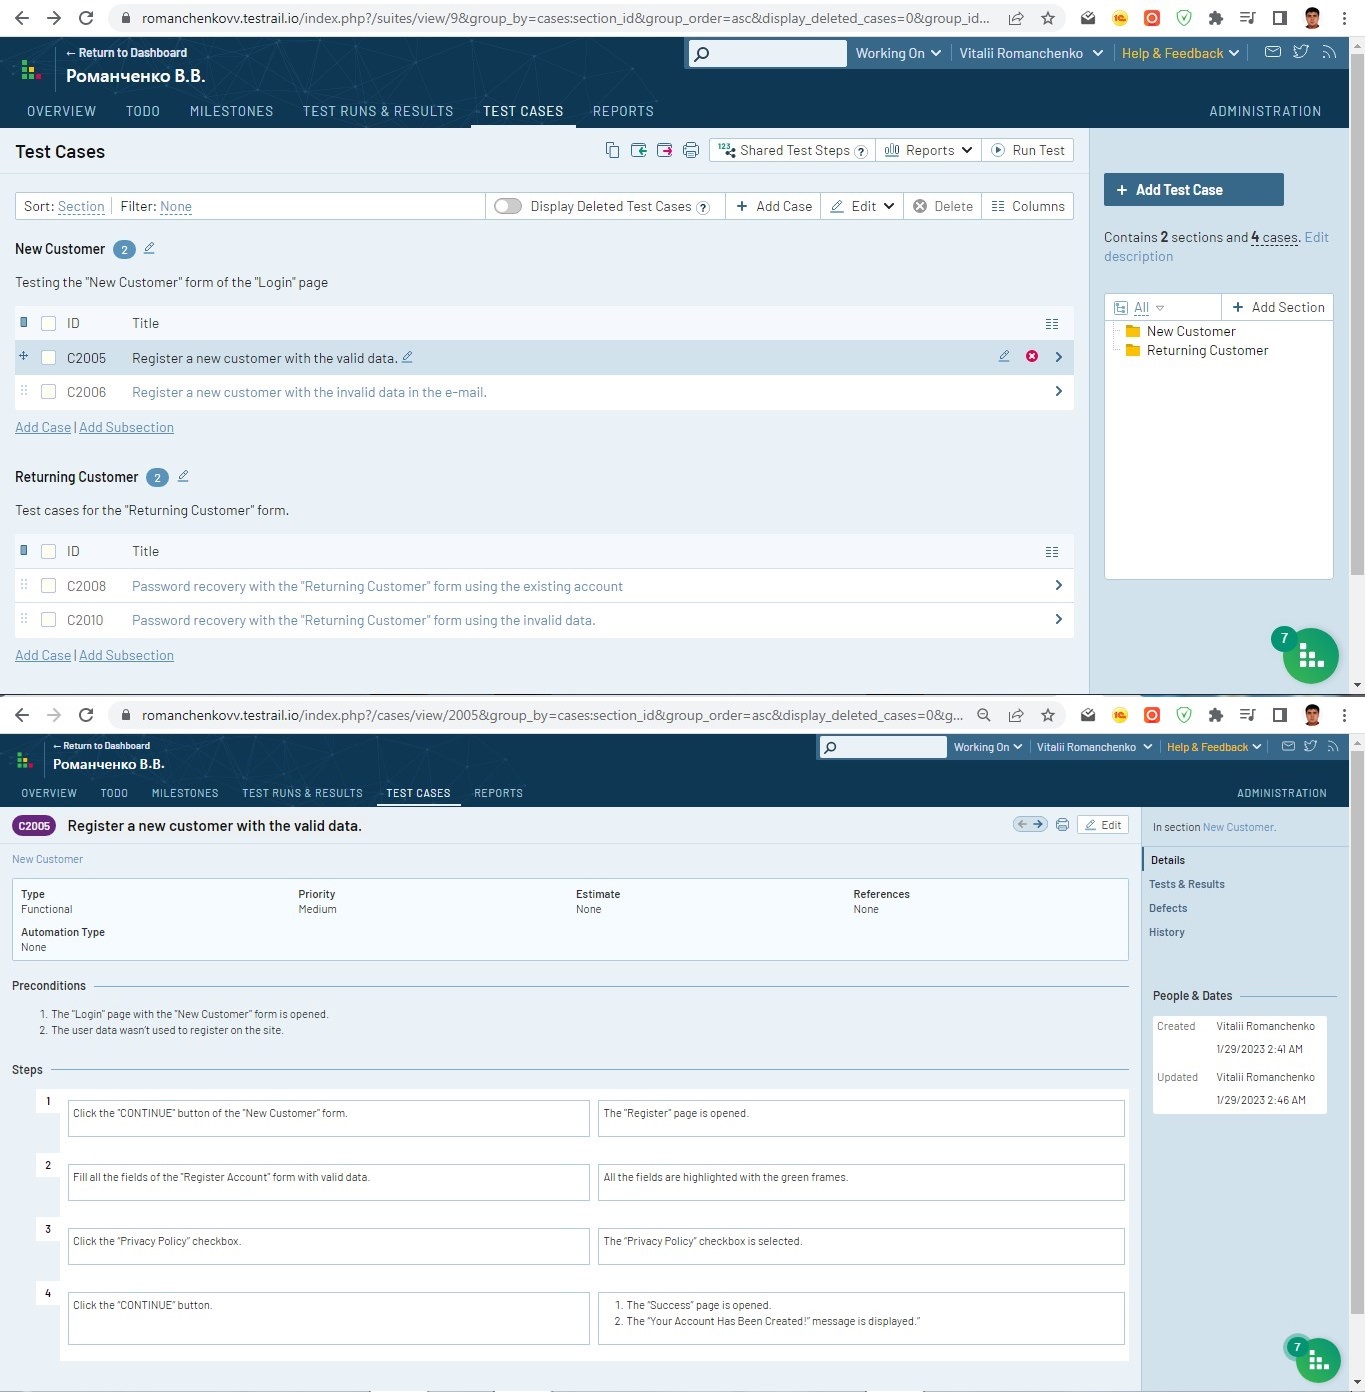 romanchenkovv.testrail.io/index.php?/suites/view/9&group_by=cases:section_id&group_order=asc&display_deleted_cases=0&group_id...
← Return to Dashboard
Романченко В.В.
Working On
Vitalii Romanchenko
Help & Feedback
OVERVIEW TODO MILESTONES TEST RUNS & RESULTS TEST CASES REPORTS ADMINISTRATION
Test Cases
123 Shared Test Steps ? Reports Run Test
+ Add Test Case
Sort: Section Filter: None Display Deleted Test Cases ? + Add Case Edit Delete Columns
Contains 2 sections and 4 cases. Edit
description
New Customer 2
Testing the "New Customer" form of the "Login" page
All + Add Section
New Customer
Returning Customer
ID Title
C2005 Register a new customer with the valid data.
C2006 Register a new customer with the invalid data in the e-mail.
Add Case | Add Subsection
Returning Customer 2
Test cases for the "Returning Customer" form.
ID Title
C2008 Password recovery with the "Returning Customer" form using the existing account
C2010 Password recovery with the "Returning Customer" form using the invalid data.
Add Case | Add Subsection
7
romanchenkovv.testrail.io/index.php?/cases/view/2005&group_by=cases:section_id&group_order=asc&display_deleted_cases=0&g...
← Return to Dashboard
Романченко В.В.
Working On
Vitalii Romanchenko
Help & Feedback
OVERVIEW TODO MILESTONES TEST RUNS & RESULTS TEST CASES REPORTS ADMINISTRATION
C2005 Register a new customer with the valid data.
Edit
In section New Customer.
New Customer
Details
Tests & Results
Defects
History
Type Priority Estimate References
Functional Medium None None
Automation Type
None
Preconditions
1. The "Login" page with the "New Customer" form is opened.
2. The user data wasn't used to register on the site.
People & Dates
Created Vitalii Romanchenko
1/29/2023 2:41 AM
Updated Vitalii Romanchenko
1/29/2023 2:46 AM
Steps
1 Click the "CONTINUE" button of the "New Customer" form. The "Register" page is opened.
2 Fill all the fields of the "Register Account" form with valid data. All the fields are highlighted with the green frames.
3 Click the "Privacy Policy" checkbox. The "Privacy Policy" checkbox is selected.
4 Click the "CONTINUE" button. 1. The "Success" page is opened.
2. The "Your Account Has Been Created!" message is displayed."
7